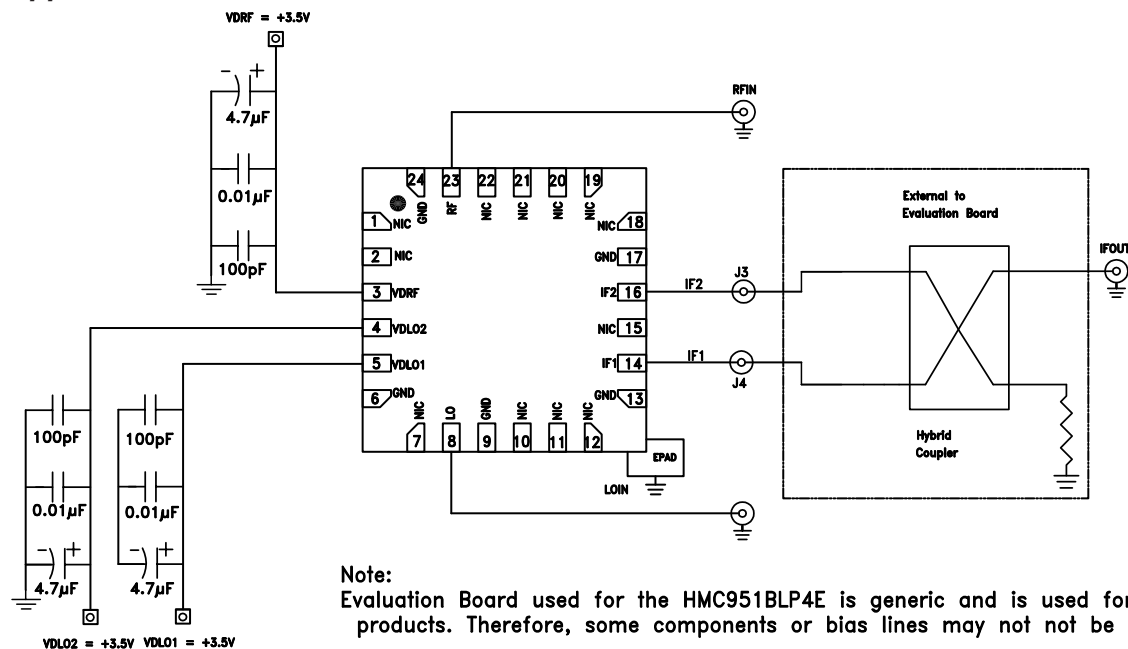 VDRF = +3.5V
- +
4.7µF
0.01µF
100pF
RFIN
24 23 22 21 20 19
GND RF NIC NIC NIC NIC
1 NIC
2 NIC
3 VDRF
4 VDLO2
5 VDLO1
6 GND
NIC 18
GND 17
IF2 16
NIC 15
IF1 14
GND 13
NIC LO GND NIC NIC NIC
7 8 9 10 11 12
EPAD
LOIN
IF2
J3
IF1
J4
External to
Evaluation Board
Hybrid
Coupler
IFOUT
100pF 100pF
0.01µF 0.01µF
- + - +
4.7µF 4.7µF
VDLO2 = +3.5V VDLO1 = +3.5V
Note:
Evaluation Board used for the HMC951BLP4E is generic and is used for
products. Therefore, some components or bias lines may not not be